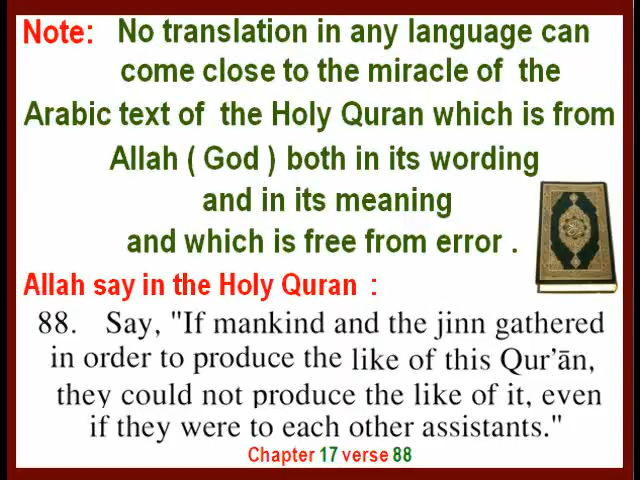 Note: No translation in any language can
come close to the miracle of the
Arabic text of the Holy Quran which is from
Allah ( God ) both in its wording
and in its meaning
and which is free from error .
Allah say in the Holy Quran :
88. Say, "If mankind and the jinn gathered
in order to produce the like of this Qur’ān,
they could not produce the like of it, even
if they were to each other assistants."
Chapter 17 verse 88